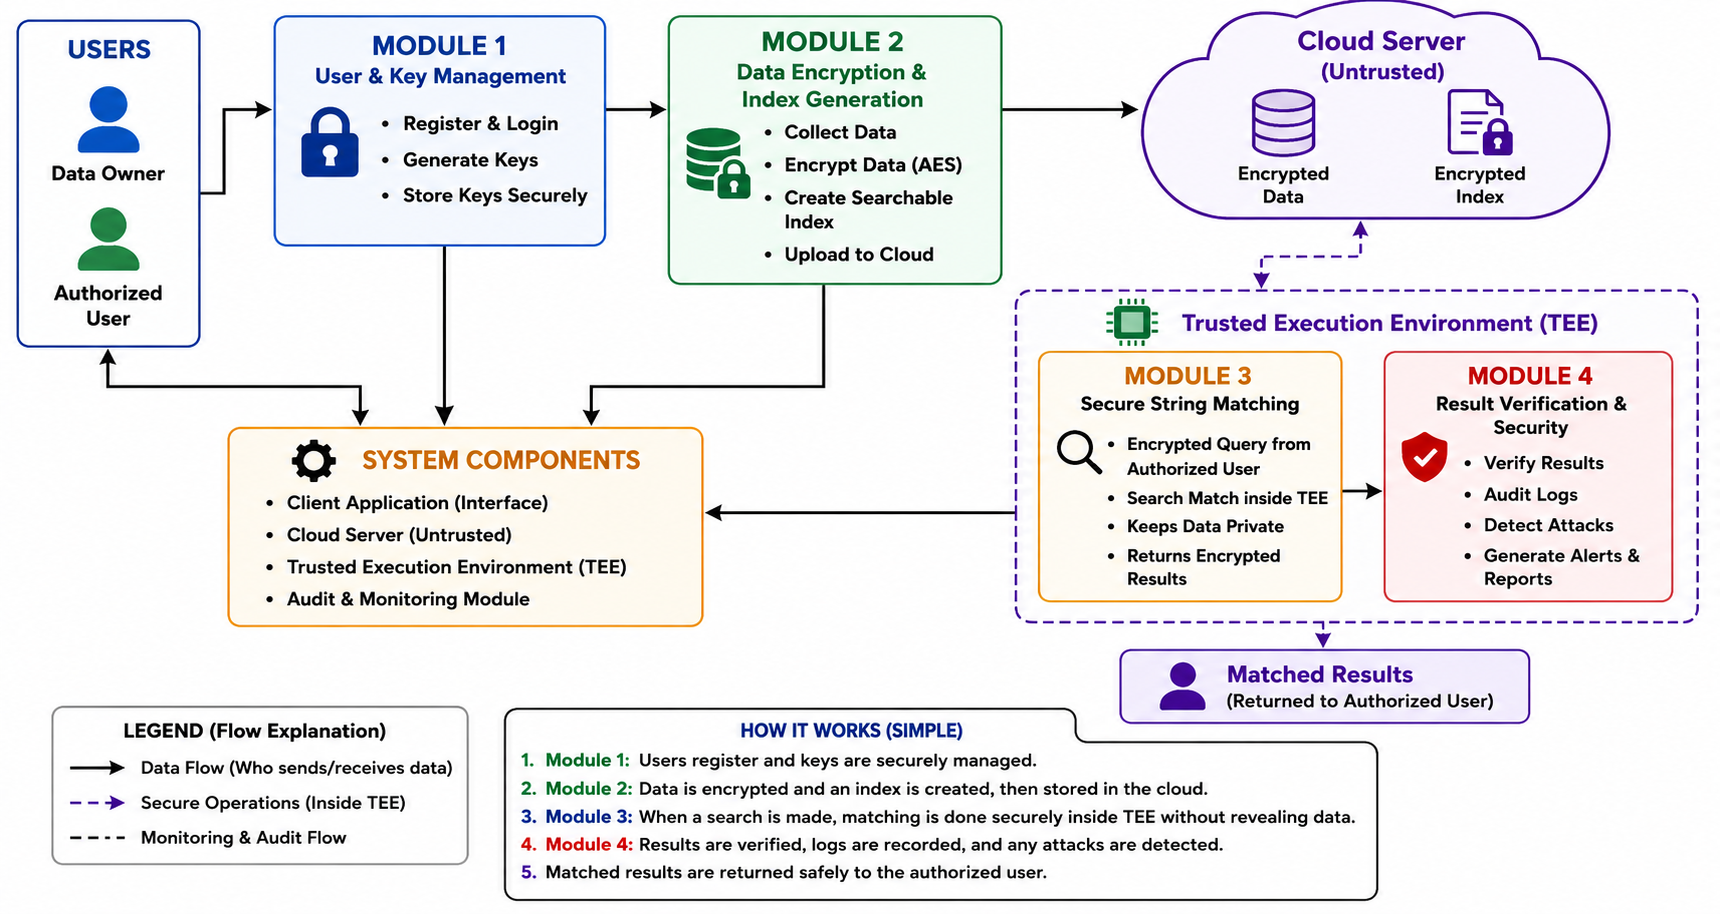 USERS
Data Owner
Authorized
User
MODULE 1
User & Key Management
• Register & Login
• Generate Keys
• Store Keys Securely
MODULE 2
Data Encryption &
Index Generation
• Collect Data
• Encrypt Data (AES)
• Create Searchable
Index
• Upload to Cloud
Cloud Server
(Untrusted)
Encrypted
Data
Encrypted
Index
Trusted Execution Environment (TEE)
MODULE 3
Secure String Matching
• Encrypted Query from
Authorized User
• Search Match inside TEE
• Keeps Data Private
• Returns Encrypted
Results
MODULE 4
Result Verification &
Security
• Verify Results
• Audit Logs
• Detect Attacks
• Generate Alerts &
Reports
SYSTEM COMPONENTS
• Client Application (Interface)
• Cloud Server (Untrusted)
• Trusted Execution Environment (TEE)
• Audit & Monitoring Module
Matched Results
(Returned to Authorized User)
LEGEND (Flow Explanation)
Data Flow (Who sends/receives data)
Secure Operations (Inside TEE)
Monitoring & Audit Flow
HOW IT WORKS (SIMPLE)
1. Module 1: Users register and keys are securely managed.
2. Module 2: Data is encrypted and an index is created, then stored in the cloud.
3. Module 3: When a search is made, matching is done securely inside TEE without revealing data.
4. Module 4: Results are verified, logs are recorded, and any attacks are detected.
5. Matched results are returned safely to the authorized user.